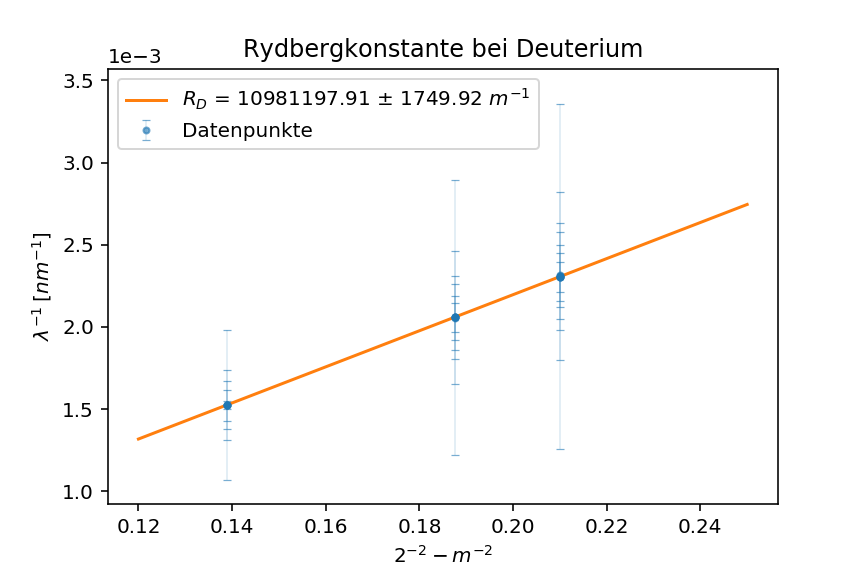 Rydbergkonstante bei Deuterium
1e−3
R_D = 10981197.91 ± 1749.92 m⁻¹
Datenpunkte
3.5
3.0
2.5
2.0
1.5
1.0
λ⁻¹ [nm⁻¹]
0.12 0.14 0.16 0.18 0.20 0.22 0.24
2⁻² − m⁻²